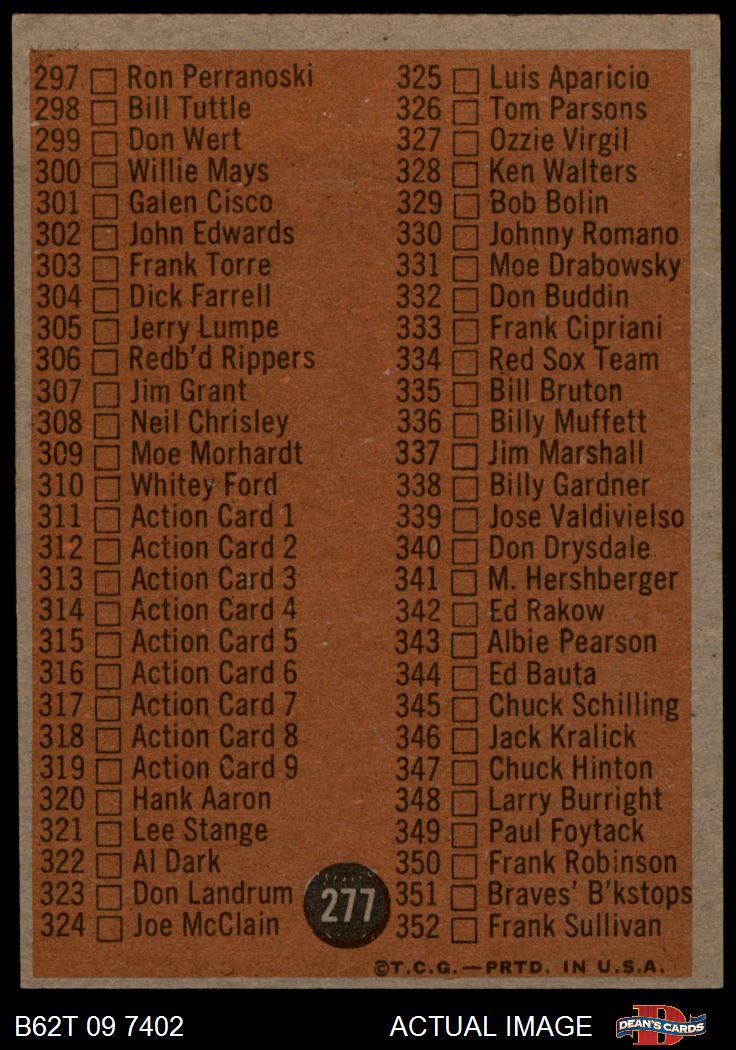 297 Ron Perranoski
298 Bill Tuttle
299 Don Wert
300 Willie Mays
301 Galen Cisco
302 John Edwards
303 Frank Torre
304 Dick Farrell
305 Jerry Lumpe
306 Redb'd Rippers
307 Jim Grant
308 Neil Chrisley
309 Moe Morhardt
310 Whitey Ford
311 Action Card 1
312 Action Card 2
313 Action Card 3
314 Action Card 4
315 Action Card 5
316 Action Card 6
317 Action Card 7
318 Action Card 8
319 Action Card 9
320 Hank Aaron
321 Lee Stange
322 Al Dark
323 Don Landrum
324 Joe McClain
277
325 Luis Aparicio
326 Tom Parsons
327 Ozzie Virgil
328 Ken Walters
329 Bob Bolin
330 Johnny Romano
331 Moe Drabowsky
332 Don Buddin
333 Frank Cipriani
334 Red Sox Team
335 Bill Bruton
336 Billy Muffett
337 Jim Marshall
338 Billy Gardner
339 Jose Valdivielso
340 Don Drysdale
341 M. Hershberger
342 Ed Rakow
343 Albie Pearson
344 Ed Bauta
345 Chuck Schilling
346 Jack Kralick
347 Chuck Hinton
348 Larry Burright
349 Paul Foytack
350 Frank Robinson
351 Braves' B'kstops
352 Frank Sullivan
©T.C.G.—PRTD. IN U.S.A.
B62T 09 7402
ACTUAL IMAGE
D
DEAN'S CARDS